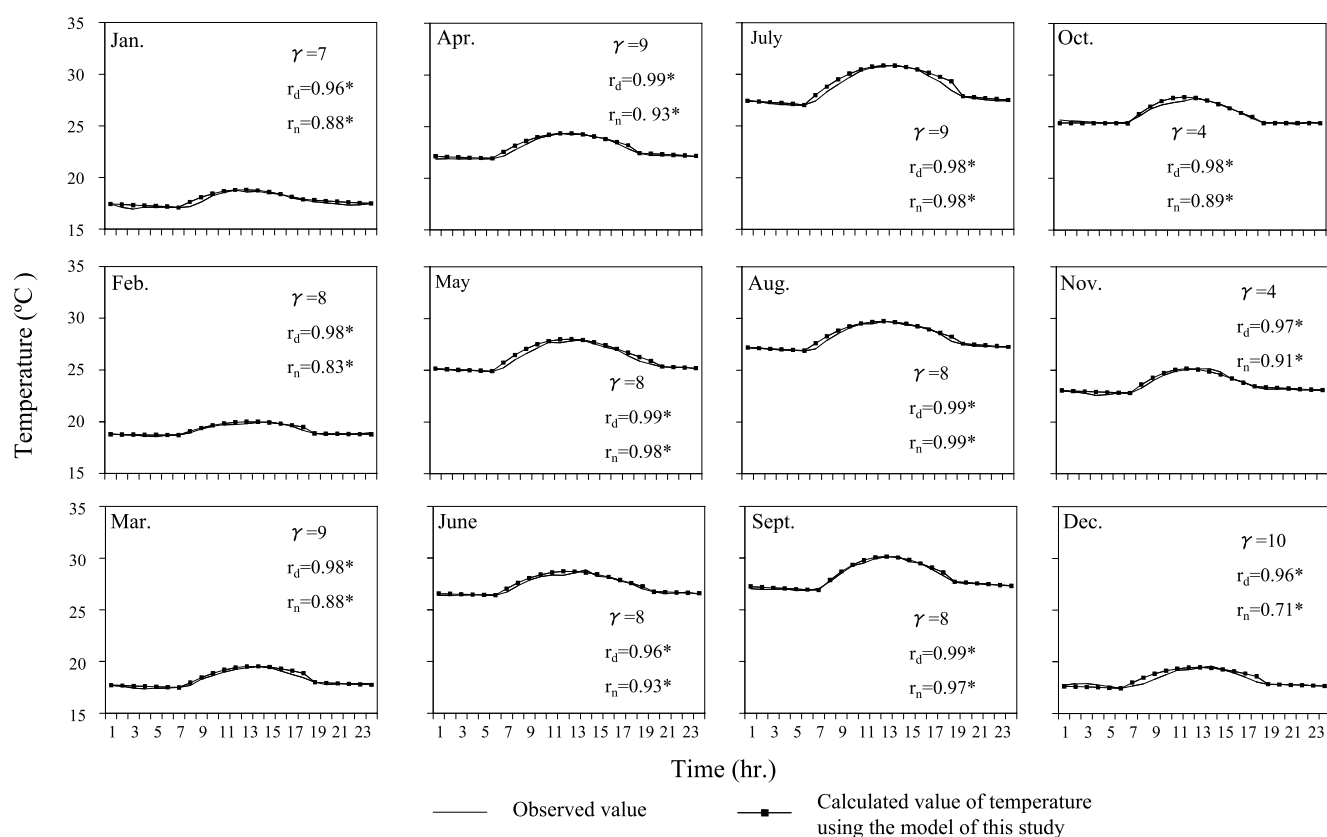 Temperature (ºC )
35
30
25
20
15
Jan.
γ=7
r_d=0.96*
r_n=0.88*
Apr.
γ=9
r_d=0.99*
r_n=0. 93*
July
γ=9
r_d=0.98*
r_n=0.98*
Oct.
γ=4
r_d=0.98*
r_n=0.89*
35
30
25
20
15
Feb.
γ=8
r_d=0.98*
r_n=0.83*
May
γ=8
r_d=0.99*
r_n=0.98*
Aug.
γ=8
r_d=0.99*
r_n=0.99*
Nov.
γ=4
r_d=0.97*
r_n=0.91*
35
30
25
20
15
Mar.
γ=9
r_d=0.98*
r_n=0.88*
June
γ=8
r_d=0.96*
r_n=0.93*
Sept.
γ=8
r_d=0.99*
r_n=0.97*
Dec.
γ=10
r_d=0.96*
r_n=0.71*
1 3 5 7 9 11 13 15 17 19 21 23
1 3 5 7 9 11 13 15 17 19 21 23
1 3 5 7 9 11 13 15 17 19 21 23
1 3 5 7 9 11 13 15 17 19 21 23
Time (hr.)
Observed value
Calculated value of temperature
using the model of this study